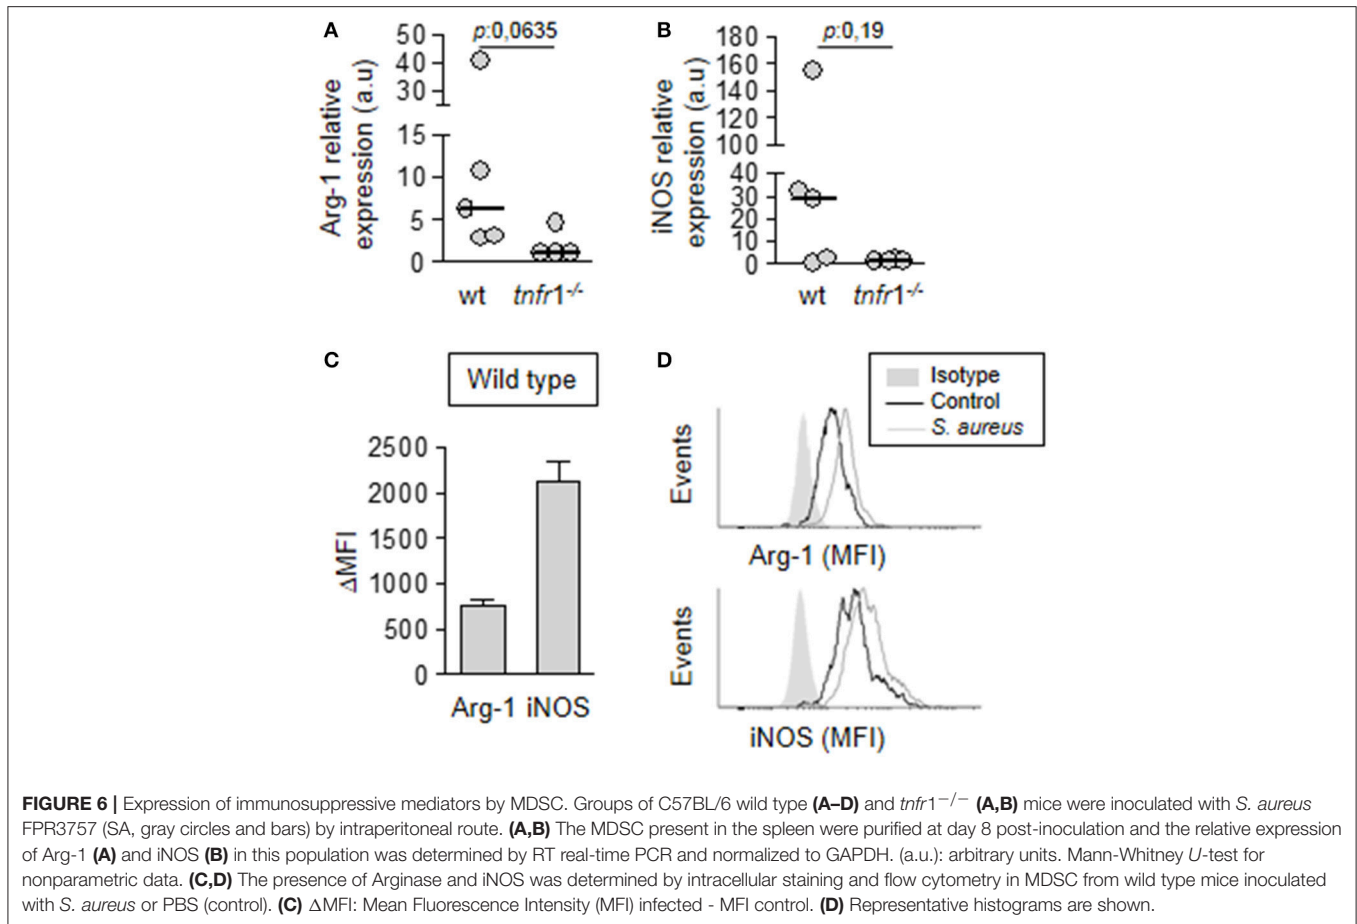 A
p:0,0635
Arg-1 relative
expression (a.u)
50
40
30
15
10
5
0
wt
tnfr1-/-
B
p:0,19
iNOS relative
expression (a.u)
180
160
140
120
100
40
30
20
10
0
wt
tnfr1-/-
C
Wild type
ΔMFI
2500
2000
1500
1000
500
0
Arg-1 iNOS
D
Isotype
Control
S. aureus
Events
Arg-1 (MFI)
Events
iNOS (MFI)
FIGURE 6 | Expression of immunosuppressive mediators by MDSC. Groups of C57BL/6 wild type (A–D) and tnfr1−/− (A,B) mice were inoculated with S. aureus
FPR3757 (SA, gray circles and bars) by intraperitoneal route. (A,B) The MDSC present in the spleen were purified at day 8 post-inoculation and the relative expression
of Arg-1 (A) and iNOS (B) in this population was determined by RT real-time PCR and normalized to GAPDH. (a.u.): arbitrary units. Mann-Whitney U-test for
nonparametric data. (C,D) The presence of Arginase and iNOS was determined by intracellular staining and flow cytometry in MDSC from wild type mice inoculated
with S. aureus or PBS (control). (C) ΔMFI: Mean Fluorescence Intensity (MFI) infected - MFI control. (D) Representative histograms are shown.